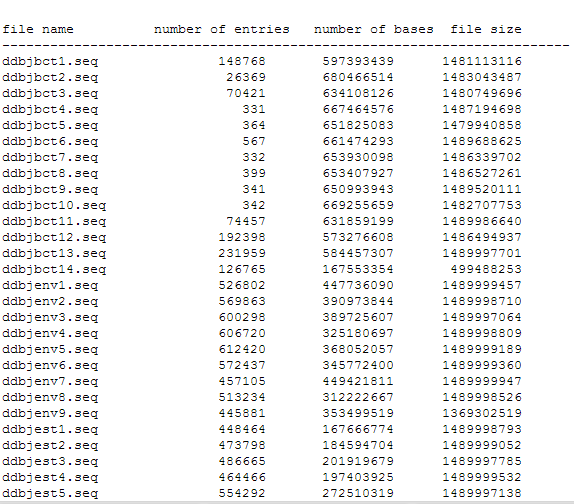 file name number of entries number of bases file size
--------------------------------------------------------------------
ddbjbct1.seq 148768 597393439 1481113116
ddbjbct2.seq 26369 680466514 1483043487
ddbjbct3.seq 70421 634108126 1480749696
ddbjbct4.seq 331 667464576 1487194698
ddbjbct5.seq 364 651825083 1479940858
ddbjbct6.seq 567 661474293 1489688625
ddbjbct7.seq 332 653930098 1486339702
ddbjbct8.seq 399 653407927 1486527261
ddbjbct9.seq 341 650993943 1489520111
ddbjbct10.seq 342 669255659 1482707753
ddbjbct11.seq 74457 631859199 1489986640
ddbjbct12.seq 192398 573276608 1486494937
ddbjbct13.seq 231959 584457307 1489997701
ddbjbct14.seq 126765 167553354 499488253
ddbjenv1.seq 526802 447736090 1489999457
ddbjenv2.seq 569863 390973844 1489998710
ddbjenv3.seq 600298 389725607 1489997064
ddbjenv4.seq 606720 325180697 1489998809
ddbjenv5.seq 612420 368052057 1489999189
ddbjenv6.seq 572437 345772400 1489999360
ddbjenv7.seq 457105 449421811 1489999947
ddbjenv8.seq 513234 312222667 1489998526
ddbjenv9.seq 445881 353499519 1369302519
ddbjest1.seq 448464 167666774 1489998793
ddbjest2.seq 473798 184594704 1489999052
ddbjest3.seq 486665 201919679 1489997785
ddbjest4.seq 464466 197403925 1489999532
ddbjest5.seq 554292 272510319 1489997138